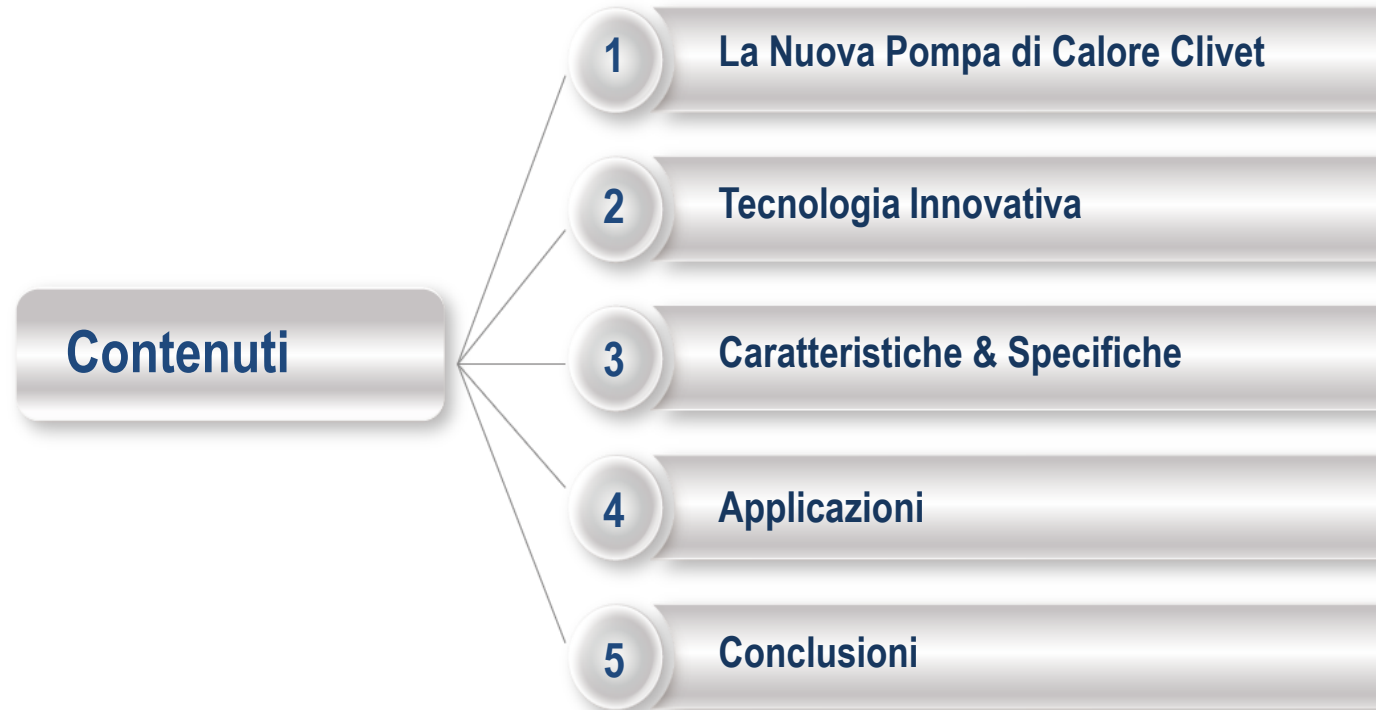 Contenuti
1 La Nuova Pompa di Calore Clivet
2 Tecnologia Innovativa
3 Caratteristiche & Specifiche
4 Applicazioni
5 Conclusioni